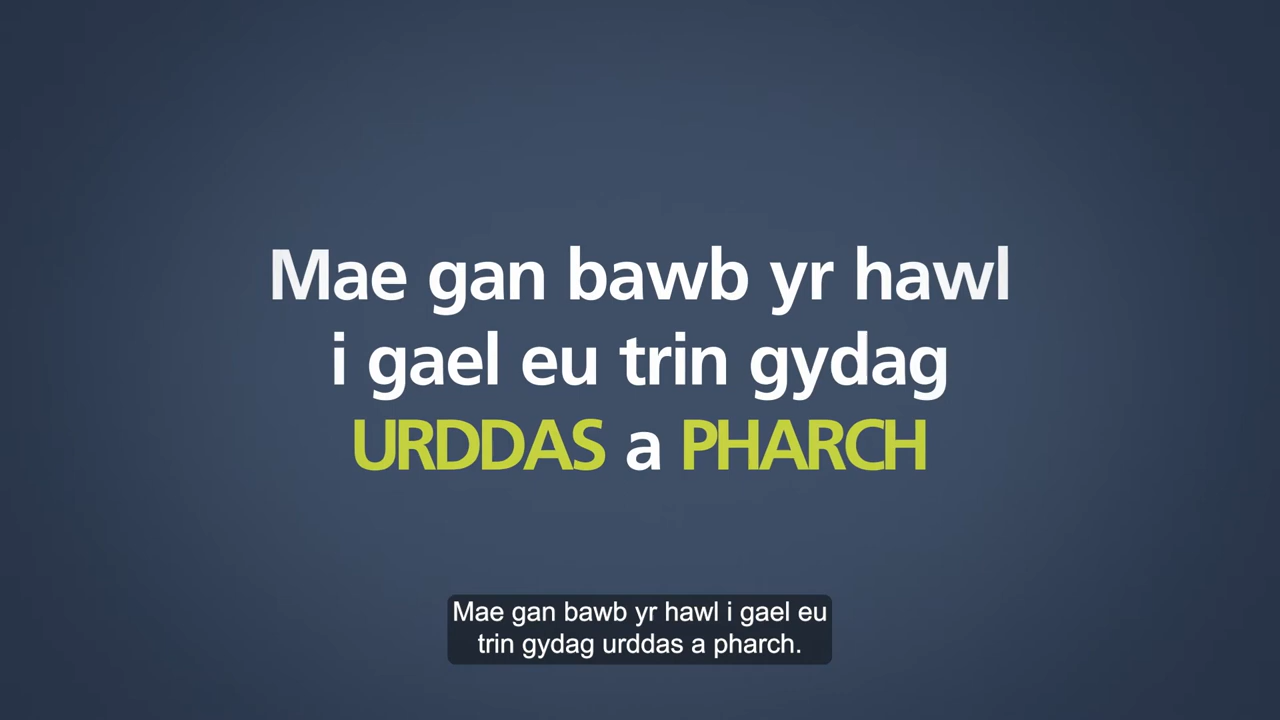 Mae gan bawb yr hawl
i gael eu trin gydag
URDDAS a PHARCH
Mae gan bawb yr hawl i gael eu
trin gydag urddas a pharch.